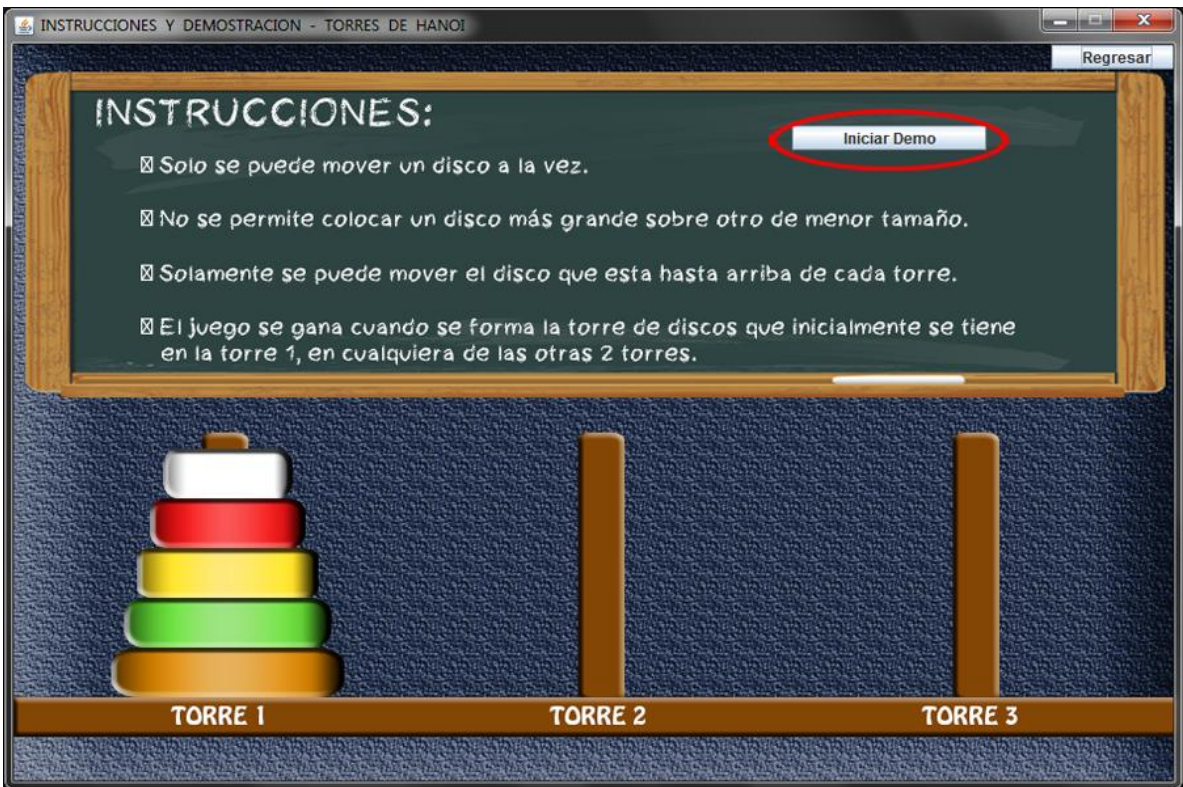 INSTRUCCIONES Y DEMOSTRACION - TORRES DE HANOI
Regresar
INSTRUCCIONES:
Iniciar Demo
Solo se puede mover un disco a la vez.
No se permite colocar un disco más grande sobre otro de menor tamaño.
Solamente se puede mover el disco que esta hasta arriba de cada torre.
El juego se gana cuando se forma la torre de discos que inicialmente se tiene
en la torre 1, en cualquiera de las otras 2 torres.
TORRE 1
TORRE 2
TORRE 3